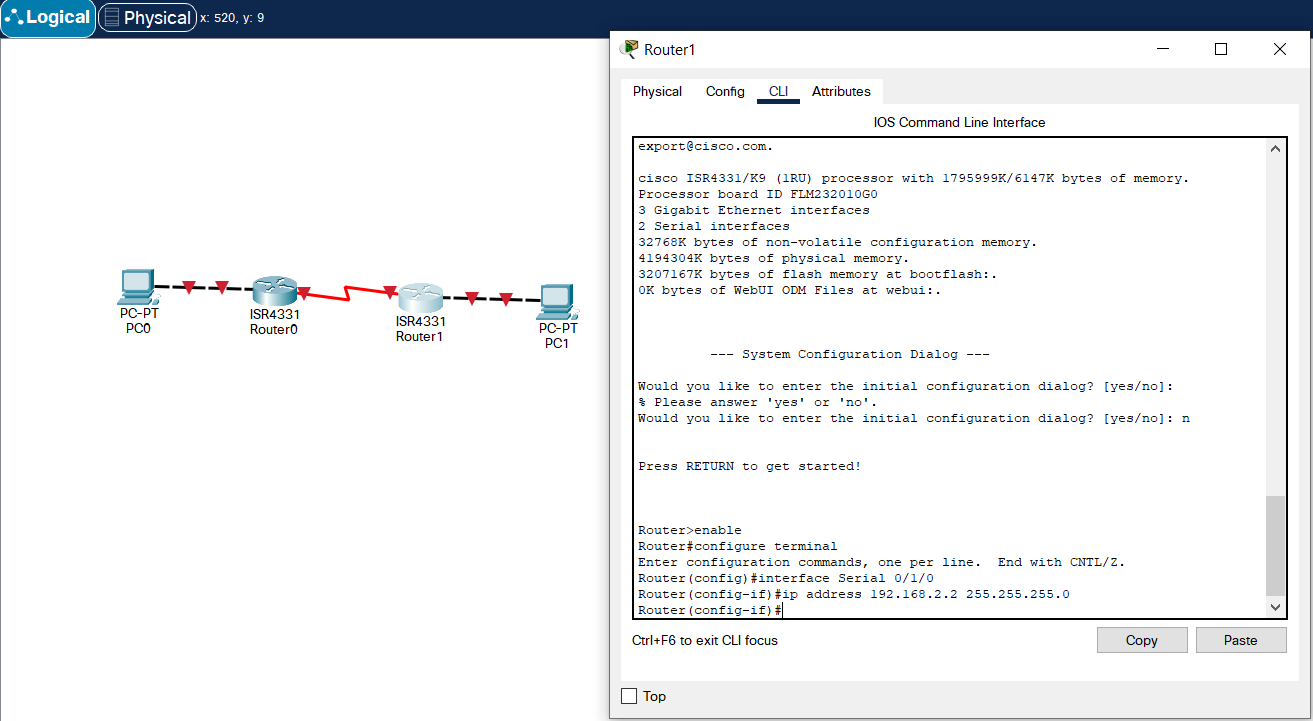 Logical Physical x: 520, y: 9
PC-PT
PC0
ISR4331
Router0
ISR4331
Router1
PC-PT
PC1
Router1
Physical Config CLI Attributes
IOS Command Line Interface
export@cisco.com.
cisco ISR4331/K9 (1RU) processor with 1795999K/6147K bytes of memory.
Processor board ID FLM232010G0
3 Gigabit Ethernet interfaces
2 Serial interfaces
32768K bytes of non-volatile configuration memory.
4194304K bytes of physical memory.
3207167K bytes of flash memory at bootflash:.
0K bytes of WebUI ODM Files at webui:.
--- System Configuration Dialog ---
Would you like to enter the initial configuration dialog? [yes/no]:
% Please answer 'yes' or 'no'.
Would you like to enter the initial configuration dialog? [yes/no]: n
Press RETURN to get started!
Router>enable
Router#configure terminal
Enter configuration commands, one per line.  End with CNTL/Z.
Router(config)#interface Serial 0/1/0
Router(config-if)#ip address 192.168.2.2 255.255.255.0
Router(config-if)#
Ctrl+F6 to exit CLI focus
Copy Paste
Top